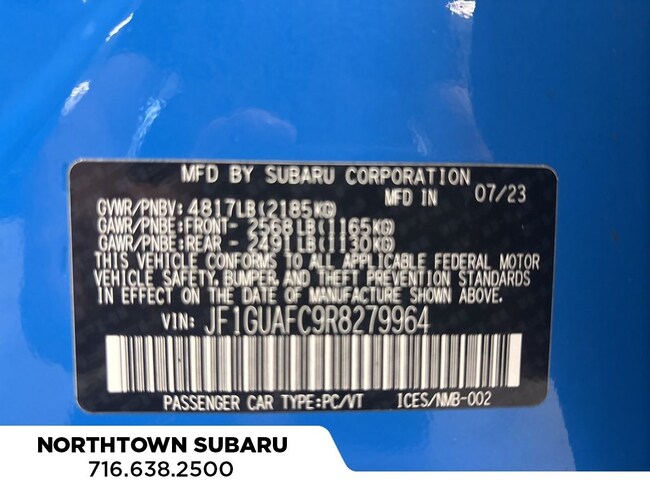 MFD BY SUBARU CORPORATION
MFD IN 07/23
GVWR/PNBV: 4817LB(2185KG)
GAWR/PNBE:FRONT- 2568LB(1165KG)
GAWR/PNBE:REAR - 2491LB(1130KG)
THIS VEHICLE CONFORMS TO ALL APPLICABLE FEDERAL MOTOR
VEHICLE SAFETY, BUMPER, AND THEFT PREVENTION STANDARDS
IN EFFECT ON THE DATE OF MANUFACTURE SHOWN ABOVE.
VIN: JF1GUAFC9R8279964
PASSENGER CAR TYPE:PC/VT ICES/NMB-002
NORTHTOWN SUBARU
716.638.2500